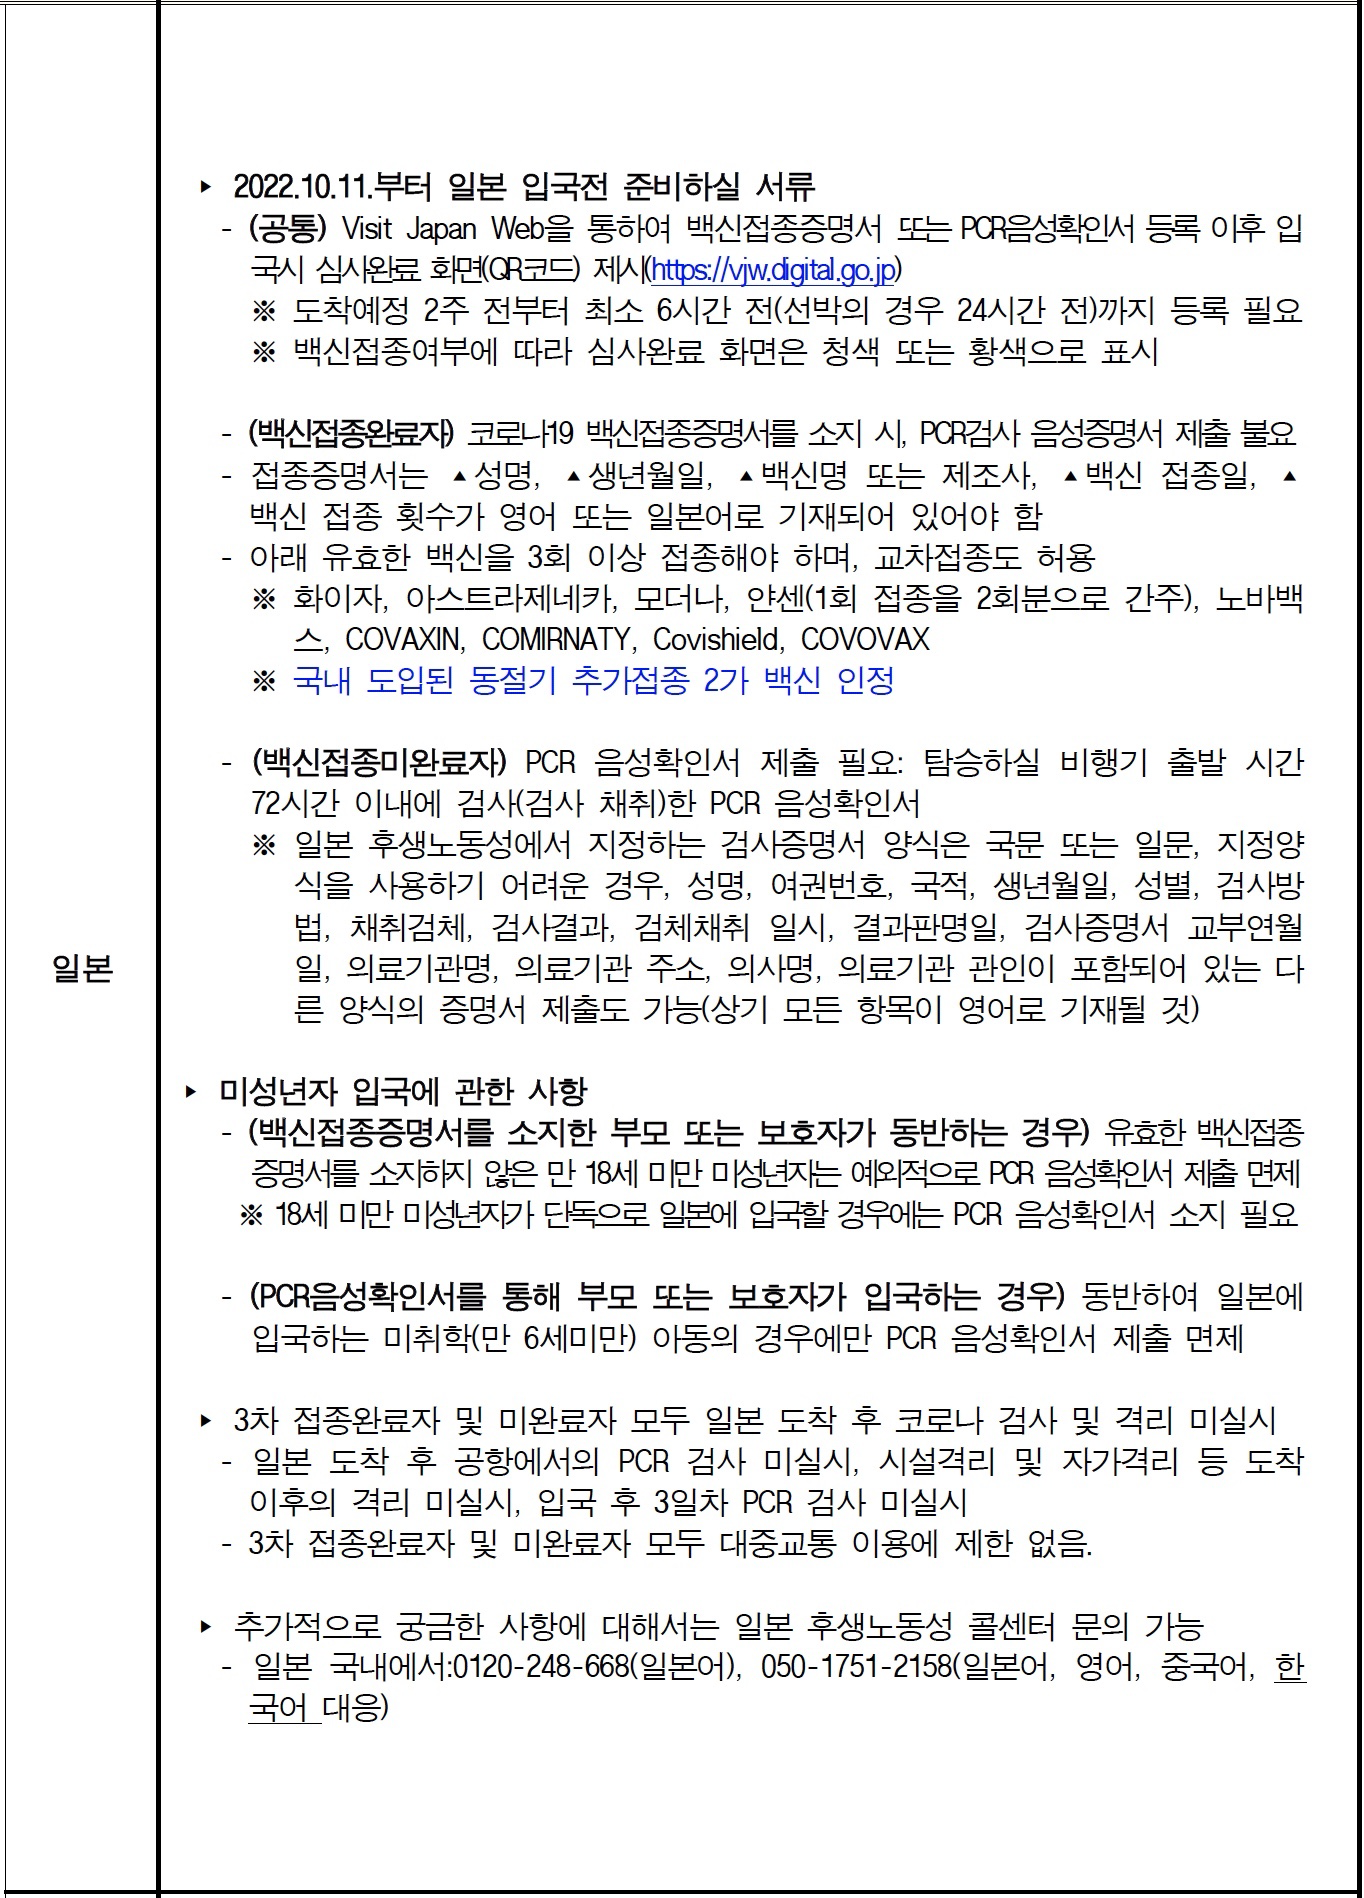 ▸ 2022.10.11.부터 일본 입국전 준비하실 서류
- (공통) Visit Japan Web을 통하여 백신접종증명서 또는 PCR음성확인서 등록 이후 입
국시 심사완료 화면(QR코드) 제시(https://vjw.digital.go.jp)
※ 도착예정 2주 전부터 최소 6시간 전(선박의 경우 24시간 전)까지 등록 필요
※ 백신접종여부에 따라 심사완료 화면은 청색 또는 황색으로 표시
- (백신접종완료자) 코로나19 백신접종증명서를 소지 시, PCR검사 음성증명서 제출 불요
- 접종증명서는 ▲성명, ▲생년월일, ▲백신명 또는 제조사, ▲백신 접종일, ▲
백신 접종 횟수가 영어 또는 일본어로 기재되어 있어야 함
- 아래 유효한 백신을 3회 이상 접종해야 하며, 교차접종도 허용
※ 화이자, 아스트라제네카, 모더나, 얀센(1회 접종을 2회분으로 간주), 노바백
스, COVAXIN, COMIRNATY, Covishield, COVOVAX
※ 국내 도입된 동절기 추가접종 2가 백신 인정
- (백신접종미완료자) PCR 음성확인서 제출 필요: 탑승하실 비행기 출발 시간
72시간 이내에 검사(검사 채취)한 PCR 음성확인서
※ 일본 후생노동성에서 지정하는 검사증명서 양식은 국문 또는 일문, 지정양
식을 사용하기 어려운 경우, 성명, 여권번호, 국적, 생년월일, 성별, 검사방
법, 채취검체, 검사결과, 검체채취 일시, 결과판명일, 검사증명서 교부연월
일, 의료기관명, 의료기관 주소, 의사명, 의료기관 관인이 포함되어 있는 다
른 양식의 증명서 제출도 가능(상기 모든 항목이 영어로 기재될 것)
일본
▸ 미성년자 입국에 관한 사항
- (백신접종증명서를 소지한 부모 또는 보호자가 동반하는 경우) 유효한 백신접종
증명서를 소지하지 않은 만 18세 미만 미성년자는 예외적으로 PCR 음성확인서 제출 면제
※ 18세 미만 미성년자가 단독으로 일본에 입국할 경우에는 PCR 음성확인서 소지 필요
- (PCR음성확인서를 통해 부모 또는 보호자가 입국하는 경우) 동반하여 일본에
입국하는 미취학(만 6세미만) 아동의 경우에만 PCR 음성확인서 제출 면제
▸ 3차 접종완료자 및 미완료자 모두 일본 도착 후 코로나 검사 및 격리 미실시
- 일본 도착 후 공항에서의 PCR 검사 미실시, 시설격리 및 자가격리 등 도착
이후의 격리 미실시, 입국 후 3일차 PCR 검사 미실시
- 3차 접종완료자 및 미완료자 모두 대중교통 이용에 제한 없음.
▸ 추가적으로 궁금한 사항에 대해서는 일본 후생노동성 콜센터 문의 가능
- 일본 국내에서:0120-248-668(일본어), 050-1751-2158(일본어, 영어, 중국어, 한
국어 대응)